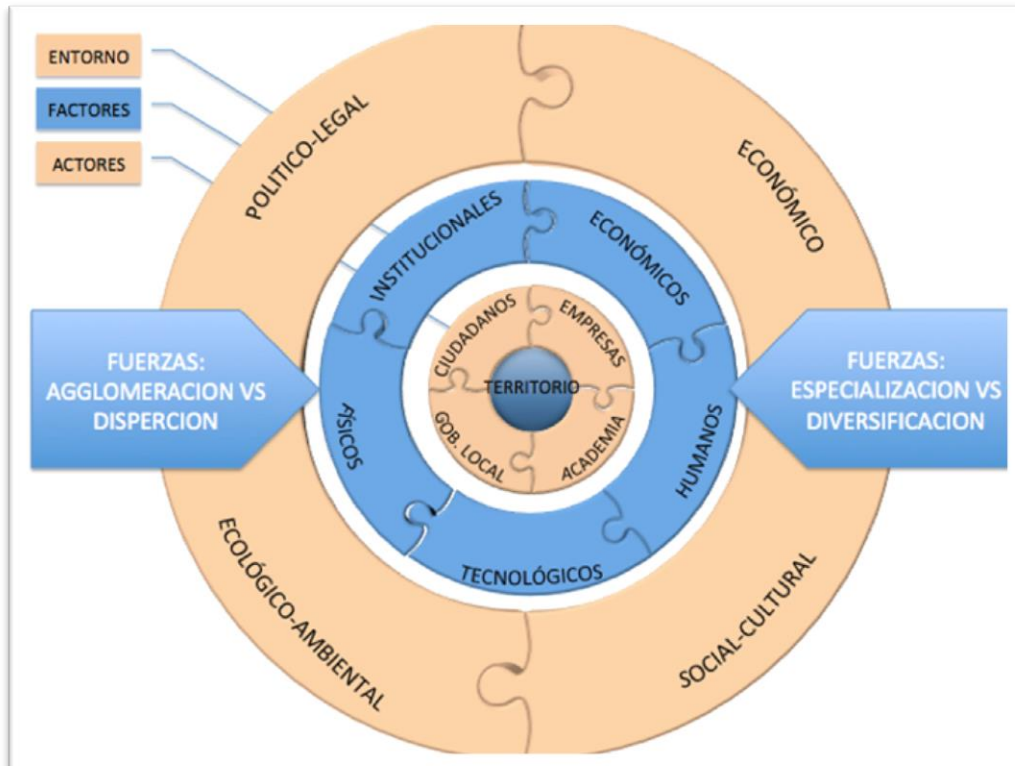 ENTORNO
FACTORES
ACTORES
POLITICO-LEGAL
ECONÓMICO
INSTITUCIONALES
ECONÓMICOS
CIUDADANOS
EMPRESAS
FUERZAS:
AGGLOMERACION VS
DISPERCION
TERRITORIO
FUERZAS:
ESPECIALIZACION VS
DIVERSIFICACION
FÍSICOS
GOB. LOCAL
ACADEMIA
HUMANOS
TECNOLÓGICOS
ECOLÓGICO-AMBIENTAL
SOCIAL-CULTURAL